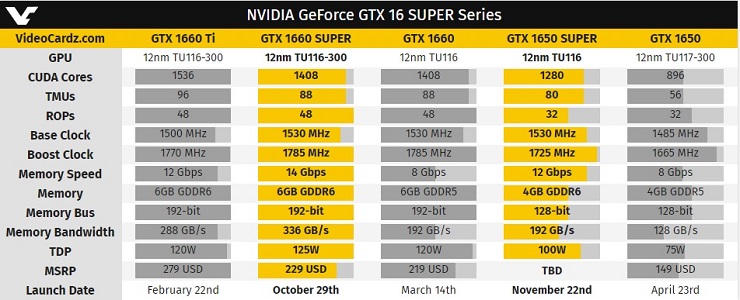 NVIDIA GeForce GTX 16 SUPER Series
VideoCardz.com GTX 1660 Ti GTX 1660 SUPER GTX 1660 GTX 1650 SUPER GTX 1650
GPU 12nm TU116-300 12nm TU116-300 12nm TU116 12nm TU116 12nm TU117-300
CUDA Cores 1536 1408 1408 1280 896
TMUs 96 88 88 80 56
ROPs 48 48 48 32 32
Base Clock 1500 MHz 1530 MHz 1530 MHz 1530 MHz 1485 MHz
Boost Clock 1770 MHz 1785 MHz 1785 MHz 1725 MHz 1665 MHz
Memory Speed 12 Gbps 14 Gbps 8 Gbps 12 Gbps 8 Gbps
Memory 6GB GDDR6 6GB GDDR6 6GB GDDR5 4GB GDDR6 4GB GDDR5
Memory Bus 192-bit 192-bit 192-bit 128-bit 128-bit
Memory Bandwidth 288 GB/s 336 GB/s 192 GB/s 192 GB/s 128 GB/s
TDP 120W 125W 120W 100W 75W
MSRP 279 USD 229 USD 219 USD TBD 149 USD
Launch Date February 22nd October 29th March 14th November 22nd April 23rd